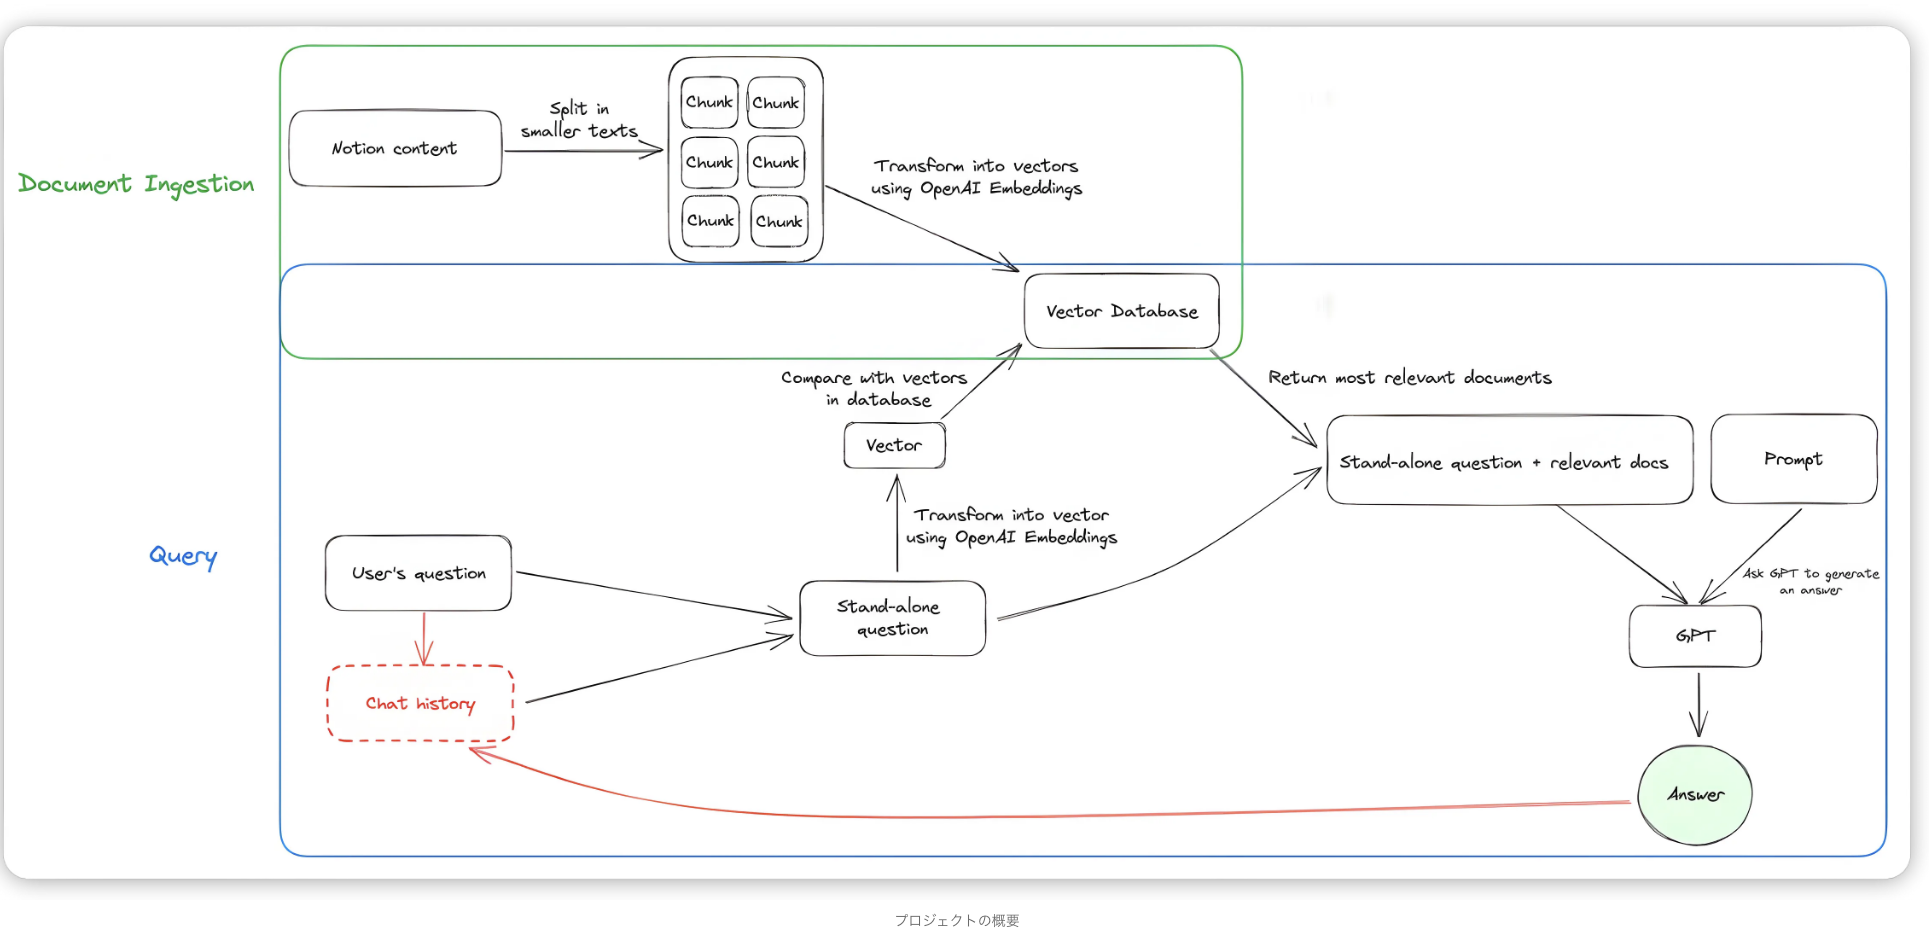 Document Ingestion
Notion content
Split in
smaller texts
Chunk
Chunk
Chunk
Chunk
Chunk
Chunk
Transform into vectors
using OpenAI Embeddings
Vector Database
Compare with vectors
in database
Return most relevant documents
Vector
Stand-alone question + relevant docs
Prompt
Transform into vector
using OpenAI Embeddings
Query
User's question
Stand-alone
question
Ask GPT to generate
an answer
GPT
Chat history
Answer
プロジェクトの概要